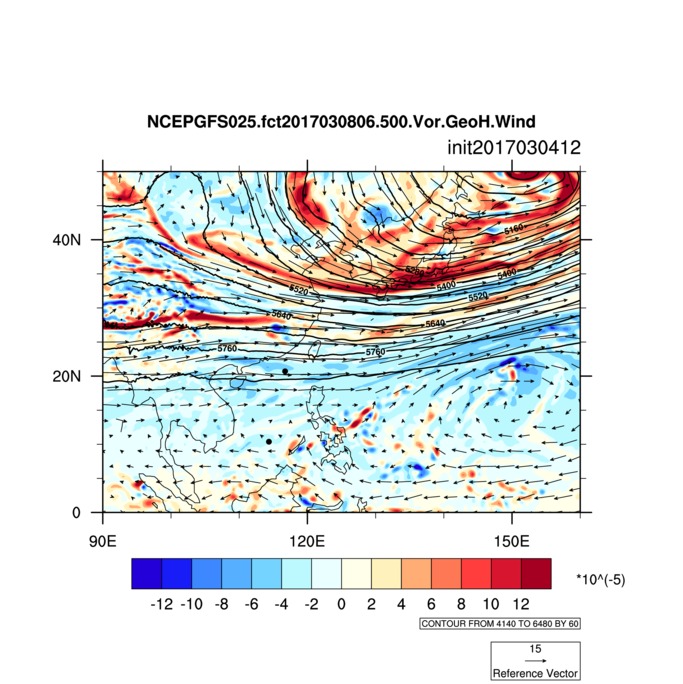 NCEPGFS025.fct2017030806.500.Vor.GeoH.Wind
init2017030412
5160
40N
5280
5400
5400
5520
5520
5640
5640
5760
5760
20N
0
90E 120E 150E
-12 -10 -8 -6 -4 -2 0 2 4 6 8 10 12
*10^(-5)
CONTOUR FROM 4140 TO 6480 BY 60
15
Reference Vector